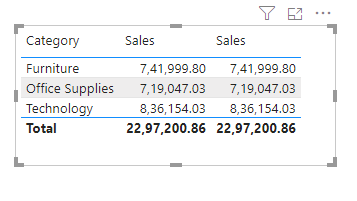 Category Sales Sales
Furniture 7,41,999.80 7,41,999.80
Office Supplies 7,19,047.03 7,19,047.03
Technology 8,36,154.03 8,36,154.03
Total 22,97,200.86 22,97,200.86